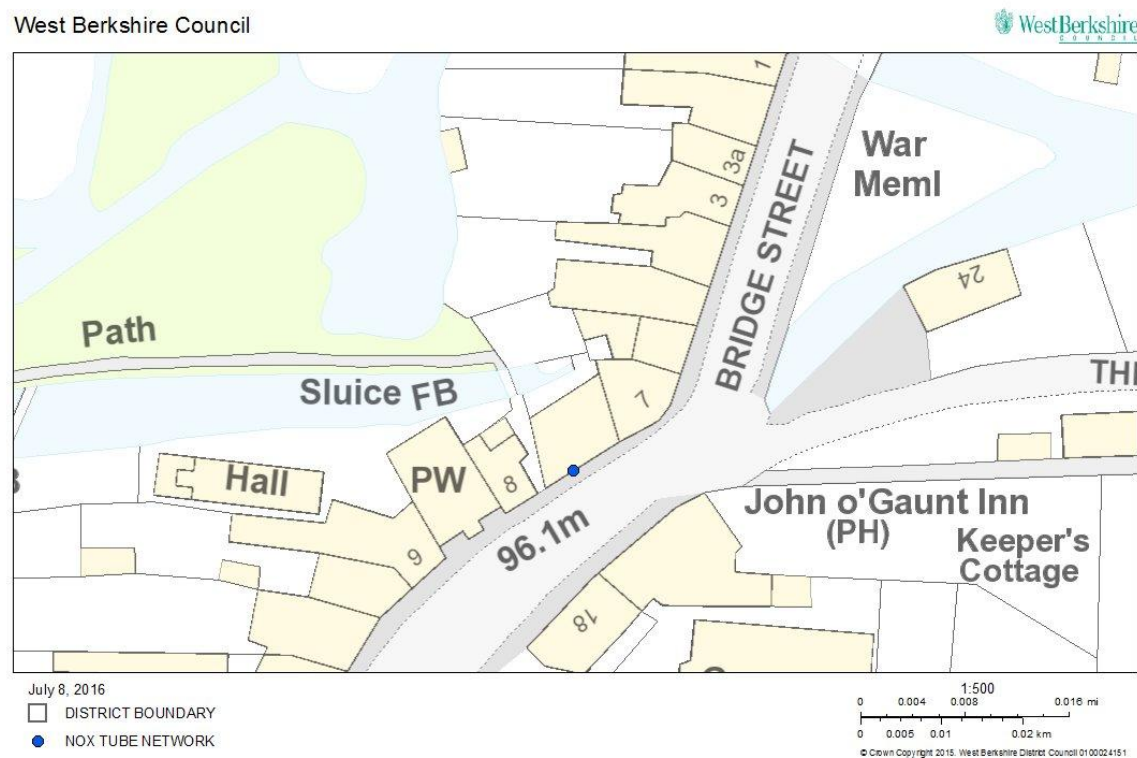 West Berkshire Council
WestBerkshire
COUNCIL
1
War
Meml
3a
3
BRIDGE STREET
24
Path
THE
Sluice FB
7
Hall
PW
8
John o'Gaunt Inn
(PH)
96.1m
9
Keeper's
Cottage
18
July 8, 2016
DISTRICT BOUNDARY
NOX TUBE NETWORK
1:500
0 0.004 0.008 0.016 mi
0 0.005 0.01 0.02 km
© Crown Copyright 2015. West Berkshire District Council 0100024151